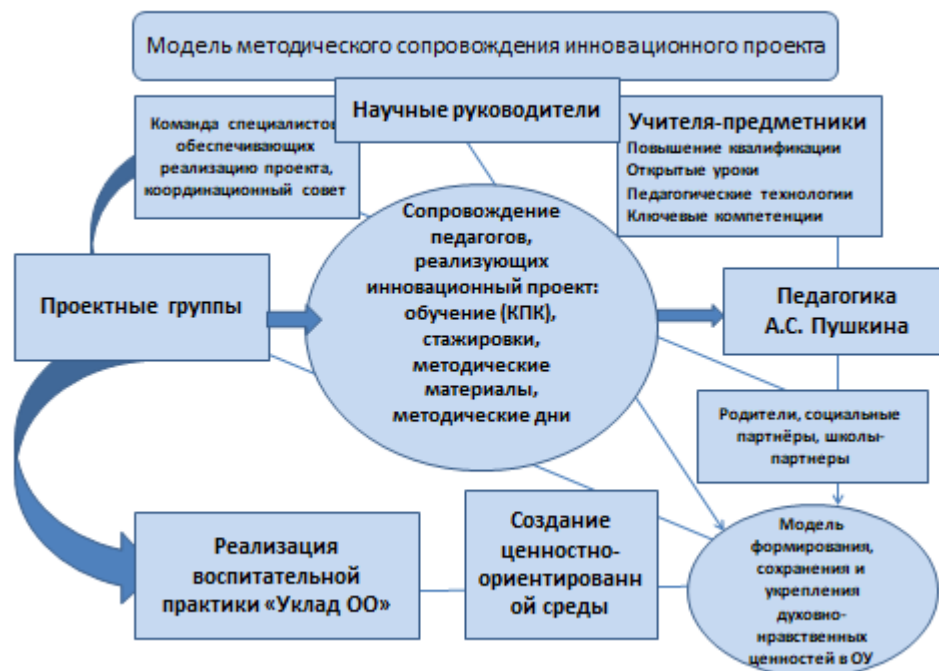 Модель методического сопровождения инновационного проекта
Научные руководители
Команда специалистов,
обеспечивающих
реализацию проекта,
координационный совет
Учителя-предметники
Повышение квалификации
Открытые уроки
Педагогические технологии
Ключевые компетенции
Сопровождение
педагогов,
реализующих
инновационный проект:
обучение (КПК),
стажировки,
методические
материалы,
методические дни
Проектные группы
Педагогика
А.С. Пушкина
Родители, социальные
партнёры, школы-
партнеры
Реализация
воспитательной
практики «Уклад ОО»
Создание
ценностно-
ориентированн
ой среды
Модель
формирования,
сохранения и
укрепления
духовно-
нравственных
ценностей в ОУ